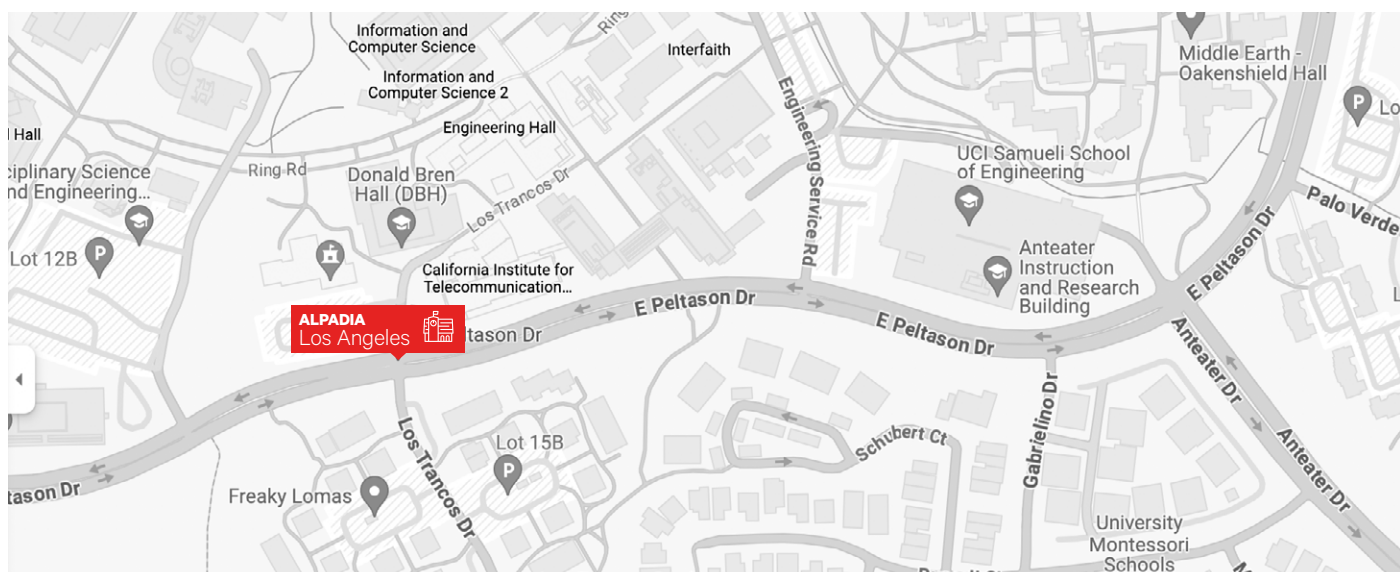 Information and
Computer Science
Ring
Interfaith
Middle Earth -
Oakenshield Hall
Information and
Computer Science 2
P
Lo
Engineering Hall
Hall
Engineering Service Rd
UCI Samueli School
of Engineering
Ring Rd
Donald Bren
Hall (DBH)
ciplinary Science
nd Engineering...
Los Trancos Dr
Palo Verde
E Peltason Dr
Lot 12B
P
California Institute for
Telecommunication...
Anteater
Instruction
and Research
Building
ALPADIA
Los Angeles
tason Dr
E Peltason Dr
E Peltason Dr
Anteater Dr
Gabrielino Dr
Schubert Ct
Los Trancos Dr
Lot 15B
P
Anteater Dr
Freaky Lomas
tason Dr
University
Montessori
Schools